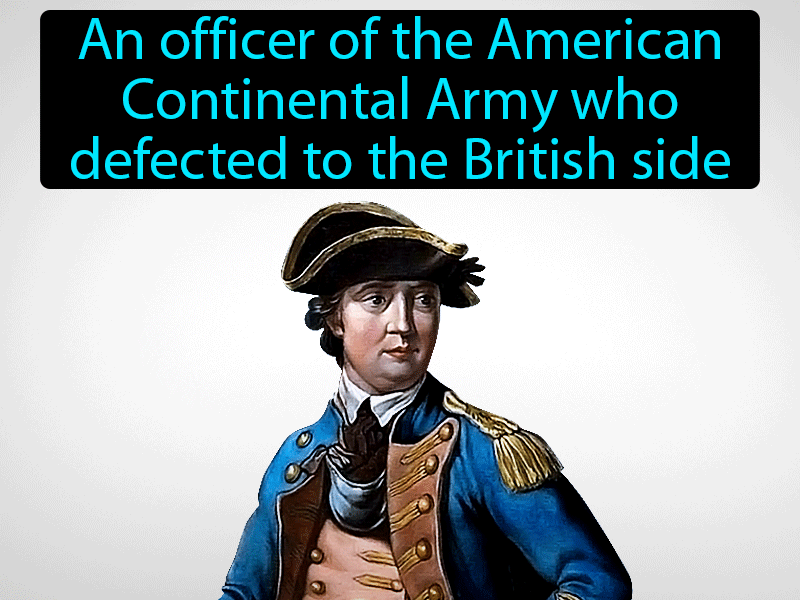 An officer of the American
Continental Army who
defected to the British side